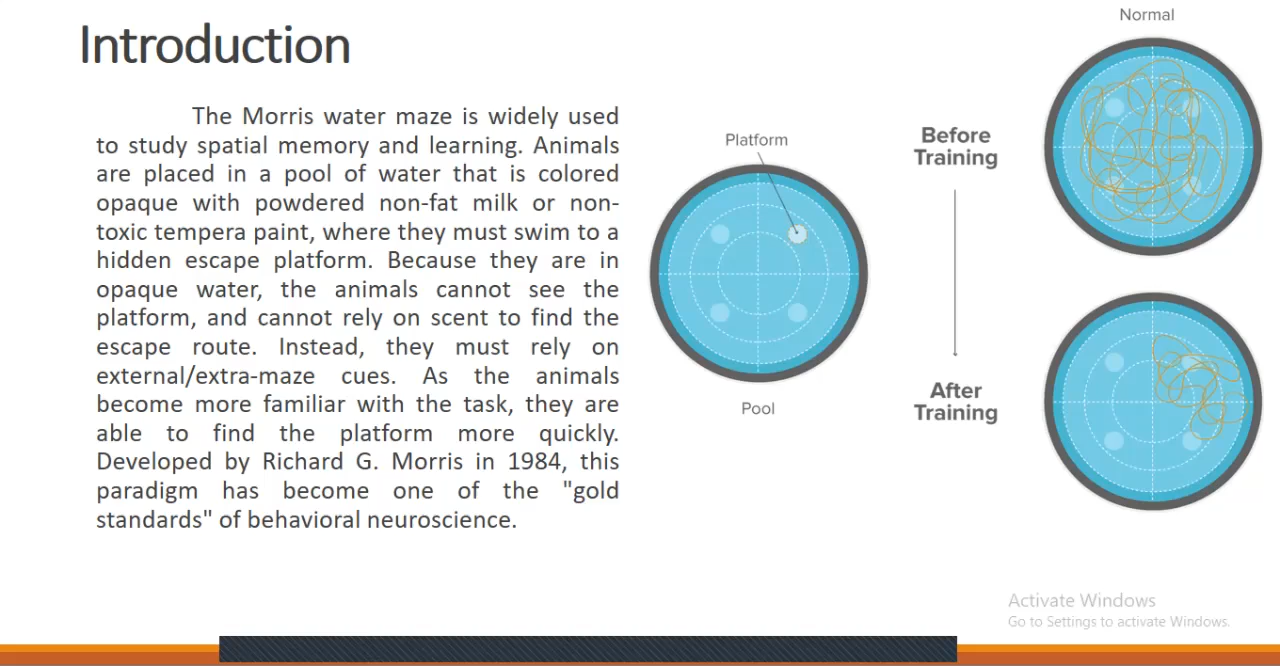 Introduction
The Morris water maze is widely used
to study spatial memory and learning. Animals
are placed in a pool of water that is colored
opaque with powdered non-fat milk or non-
toxic tempera paint, where they must swim to a
hidden escape platform. Because they are in
opaque water, the animals cannot see the
platform, and cannot rely on scent to find the
escape route. Instead, they must rely on
external/extra-maze cues. As the animals
become more familiar with the task, they are
able to find the platform more quickly.
Developed by Richard G. Morris in 1984, this
paradigm has become one of the "gold
standards" of behavioral neuroscience.
Platform
Pool
Before
Training
After
Training
Normal
Activate Windows
Go to Settings to activate Windows.